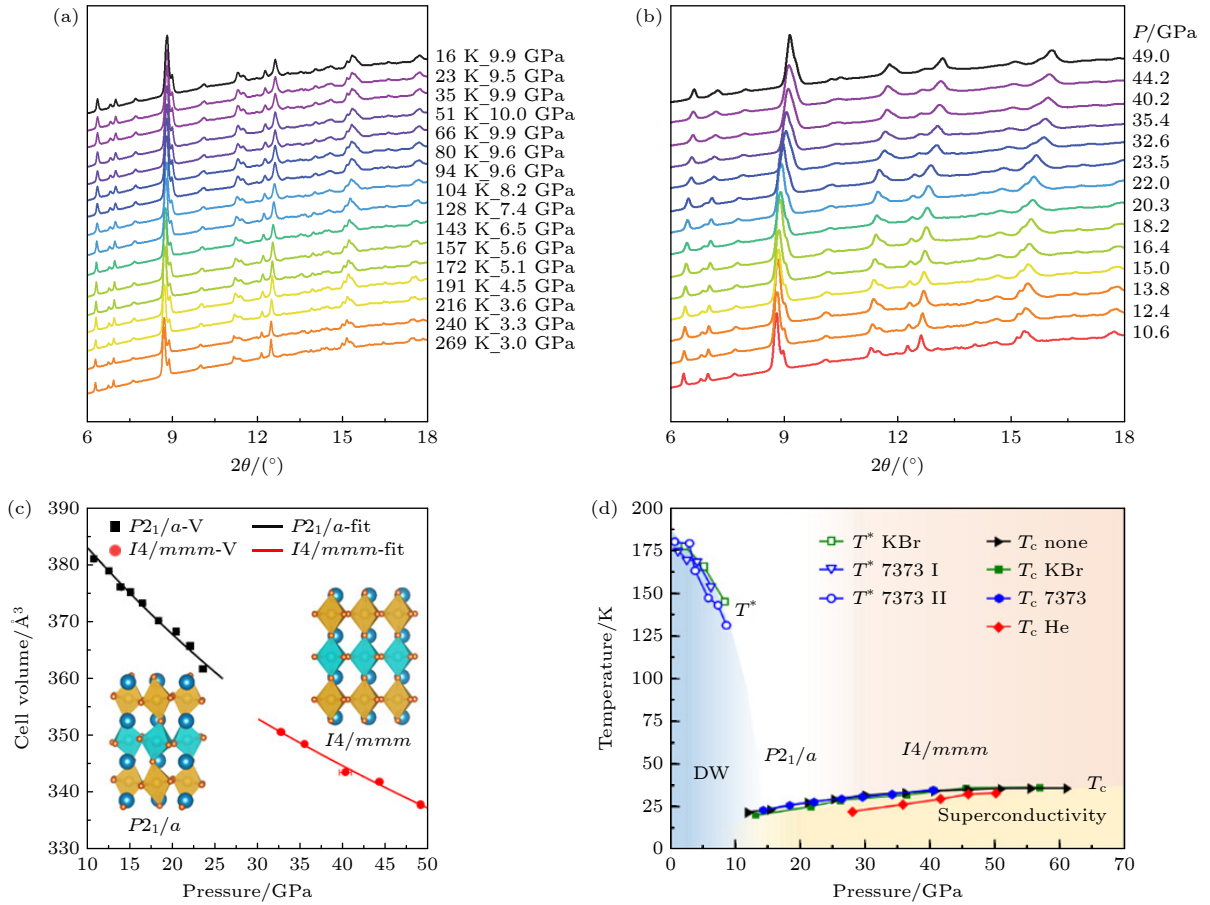 (a)
16 K_9.9 GPa
23 K_9.5 GPa
35 K_9.9 GPa
51 K_10.0 GPa
66 K_9.9 GPa
80 K_9.6 GPa
94 K_9.6 GPa
104 K_8.2 GPa
128 K_7.4 GPa
143 K_6.5 GPa
157 K_5.6 GPa
172 K_5.1 GPa
191 K_4.5 GPa
216 K_3.6 GPa
240 K_3.3 GPa
269 K_3.0 GPa
6 9 12 15 18
2θ/(°)
(b)
P/GPa
49.0
44.2
40.2
35.4
32.6
23.5
22.0
20.3
18.2
16.4
15.0
13.8
12.4
10.6
6 9 12 15 18
2θ/(°)
(c)
Cell volume/Å³
390
380
370
360
350
340
330
P2₁/a-V P2₁/a-fit
I4/mmm-V I4/mmm-fit
I4/mmm
P2₁/a
10 15 20 25 30 35 40 45 50
Pressure/GPa
(d)
Temperature/K
200
175
150
125
100
75
50
25
0
T* KBr
T* 7373 I
T* 7373 II
Tc none
Tc KBr
Tc 7373
Tc He
T*
P2₁/a
I4/mmm
DW
Tc
Superconductivity
0 10 20 30 40 50 60 70
Pressure/GPa